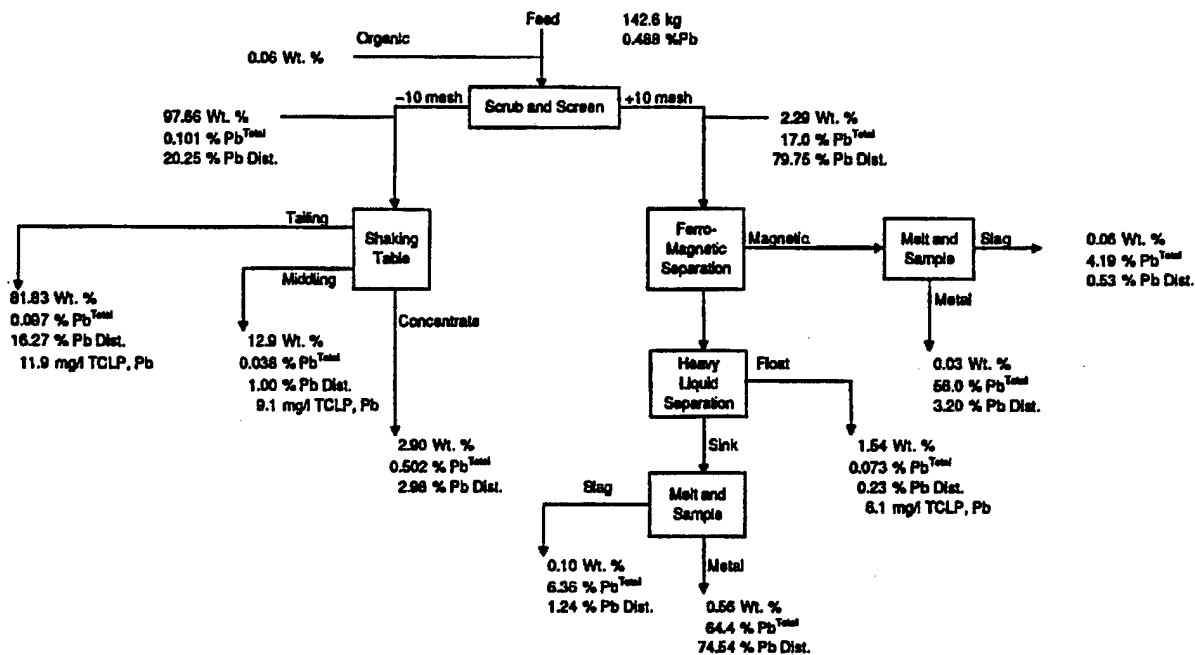 Feed
142.6 kg
0.488 %Pb
Organic
0.06 Wt. %
Scrub and Screen
−10 mesh
+10 mesh
97.66 Wt. %
0.101 % Pb Total
20.25 % Pb Dist.
2.29 Wt. %
17.0 % Pb Total
79.75 % Pb Dist.
Tailing
Shaking
Table
Middling
Concentrate
81.83 Wt. %
0.097 % Pb Total
16.27 % Pb Dist.
11.9 mg/l TCLP, Pb
12.9 Wt. %
0.038 % Pb Total
1.00 % Pb Dist.
9.1 mg/l TCLP, Pb
2.90 Wt. %
0.502 % Pb Total
2.98 % Pb Dist.
Ferro-
Magnetic
Separation
Magnetic
Melt and
Sample
Slag
0.06 Wt. %
4.19 % Pb Total
0.53 % Pb Dist.
Metal
0.03 Wt. %
56.0 % Pb Total
3.20 % Pb Dist.
Heavy
Liquid
Separation
Float
1.54 Wt. %
0.073 % Pb Total
0.23 % Pb Dist.
6.1 mg/l TCLP, Pb
Sink
Melt and
Sample
Slag
0.10 Wt. %
6.36 % Pb Total
1.24 % Pb Dist.
Metal
0.56 Wt. %
64.4 % Pb Total
74.54 % Pb Dist.